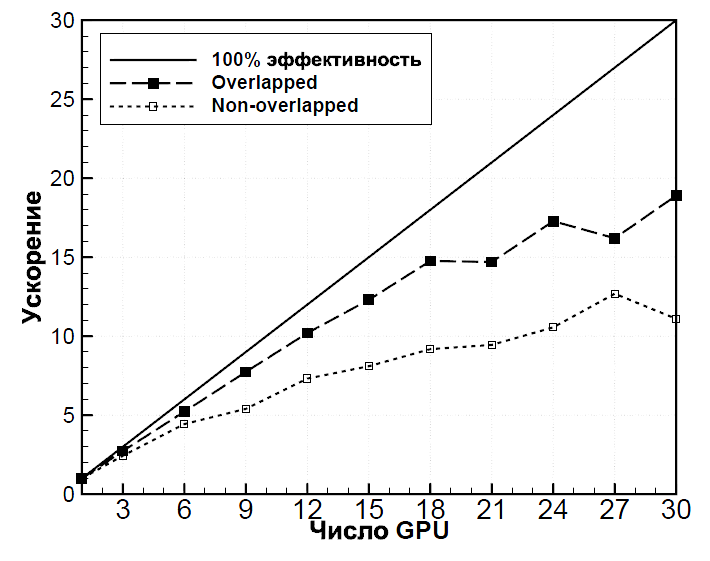 30
25
20
15
10
5
0
Ускорение
100% эффективность
Overlapped
Non-overlapped
3 6 9 12 15 18 21 24 27 30
Число GPU